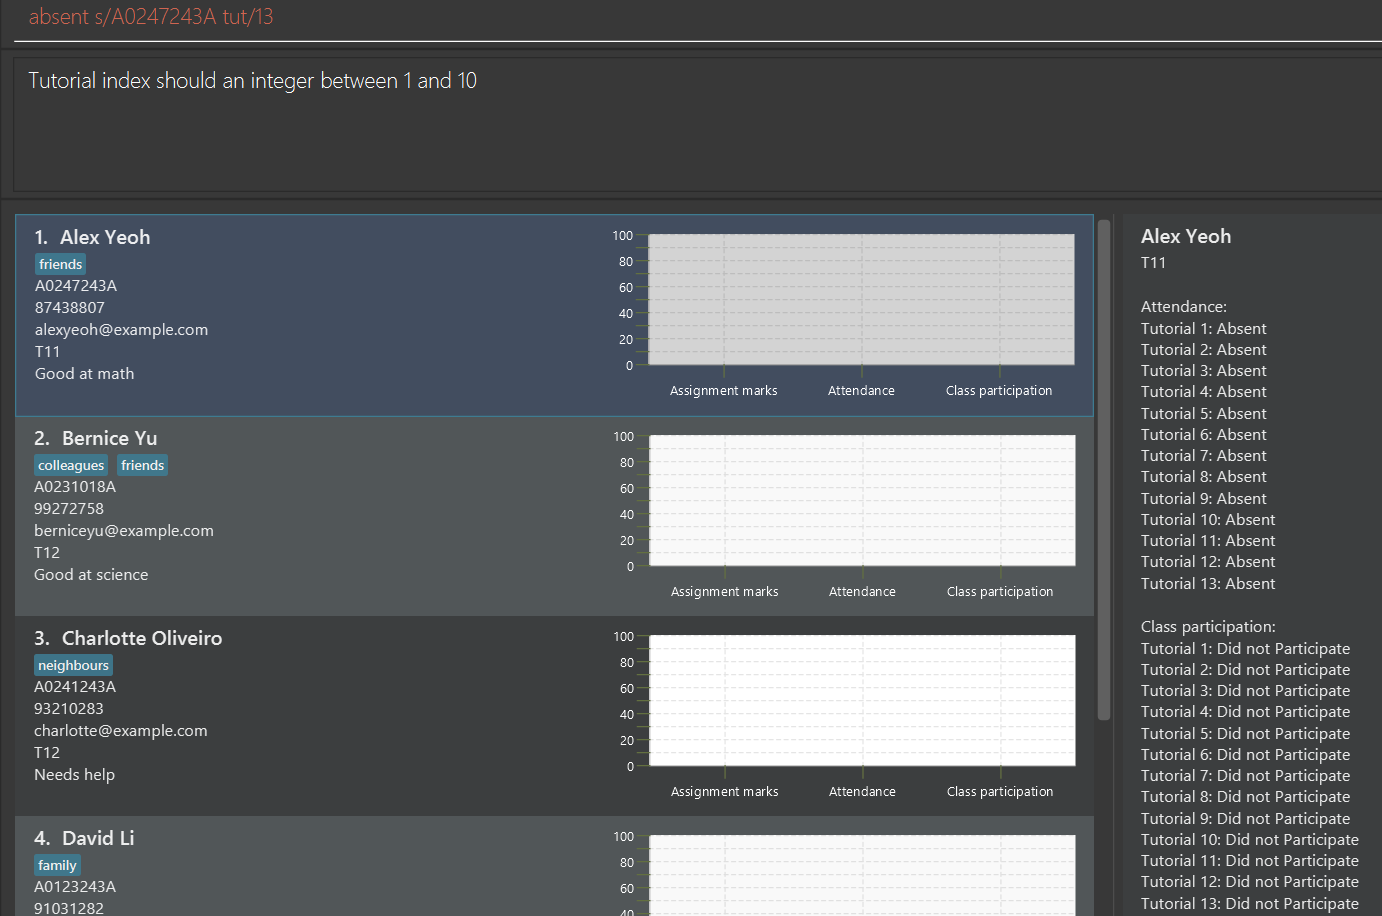 absent s/A0247243A tut/13
Tutorial index should an integer between 1 and 10
1. Alex Yeoh
friends
A0247243A
87438807
alexyeoh@example.com
T11
Good at math
100
80
60
40
20
0
Assignment marks
Attendance
Class participation
2. Bernice Yu
colleagues friends
A0231018A
99272758
berniceyu@example.com
T12
Good at science
100
80
60
40
20
0
Assignment marks
Attendance
Class participation
3. Charlotte Oliveiro
neighbours
A0241243A
93210283
charlotte@example.com
T12
Needs help
100
80
60
40
20
0
Assignment marks
Attendance
Class participation
4. David Li
family
A0123243A
91031282
100
80
60
40
Alex Yeoh
T11
Attendance:
Tutorial 1: Absent
Tutorial 2: Absent
Tutorial 3: Absent
Tutorial 4: Absent
Tutorial 5: Absent
Tutorial 6: Absent
Tutorial 7: Absent
Tutorial 8: Absent
Tutorial 9: Absent
Tutorial 10: Absent
Tutorial 11: Absent
Tutorial 12: Absent
Tutorial 13: Absent
Class participation:
Tutorial 1: Did not Participate
Tutorial 2: Did not Participate
Tutorial 3: Did not Participate
Tutorial 4: Did not Participate
Tutorial 5: Did not Participate
Tutorial 6: Did not Participate
Tutorial 7: Did not Participate
Tutorial 8: Did not Participate
Tutorial 9: Did not Participate
Tutorial 10: Did not Participate
Tutorial 11: Did not Participate
Tutorial 12: Did not Participate
Tutorial 13: Did not Participate